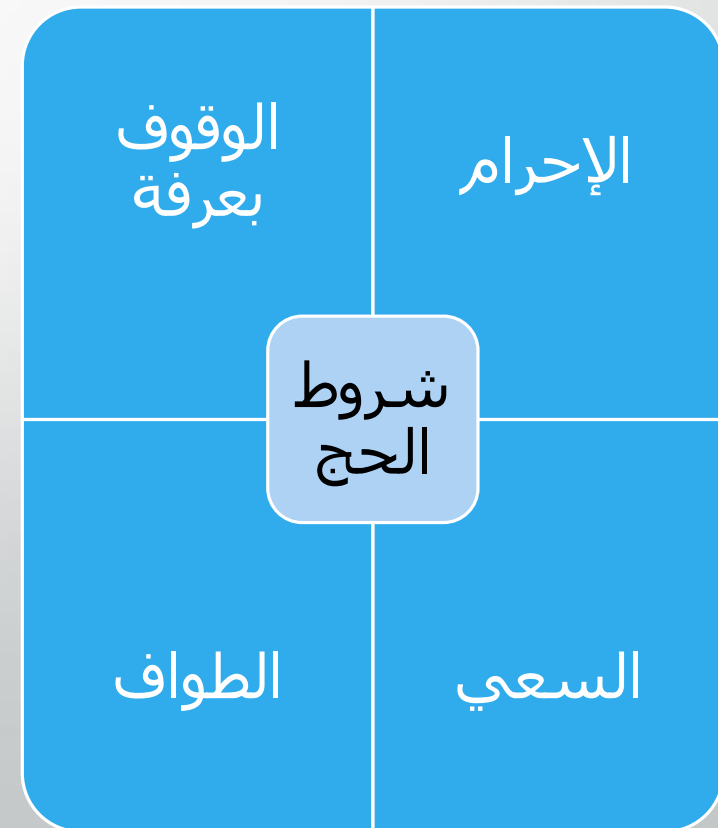 الإحرام
الوقوف
بعرفة
شروط
الحج
السعي
الطواف